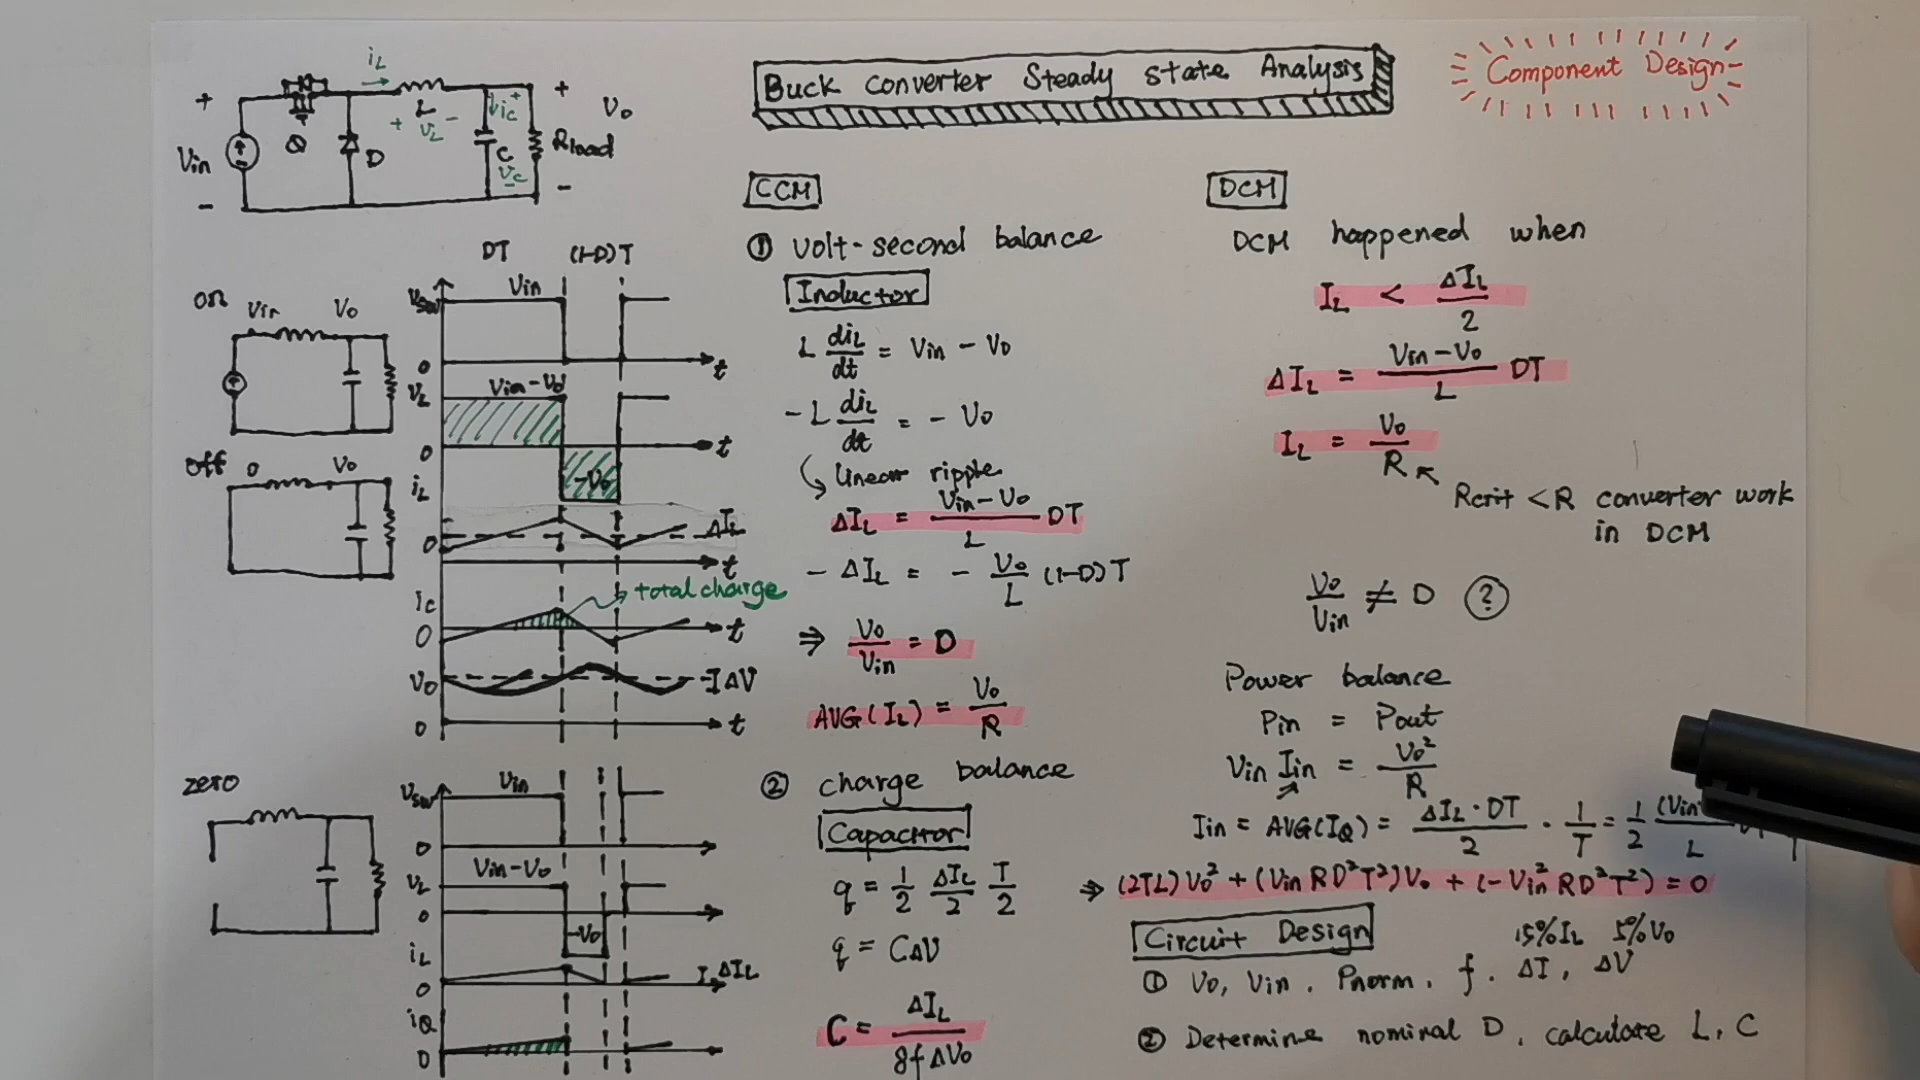 Buck converter Steady state Analysis
Component Design
iL
+
Vin
-
Q
D
L
+ VL -
ic
+
C
Vc
-
Rload
+
Vo
-
DT (1-D)T
on
Vin Vo
off
0 Vo
Vsw
Vin
0
t
VL
Vin-Vo
0
-Vo
t
iL
0
ΔIL
t
ic
total charge
0
t
Vo
ΔV
0
t
zero
Vsw
Vin
0
VL
Vin-Vo
0
-Vo
iL
ΔIL
0
iQ
0
CCM
① Volt-second balance
Inductor
L diL/dt = Vin - Vo
-L diL/dt = - Vo
Linear ripple
ΔIL = (Vin-Vo)/L DT
- ΔIL = - Vo/L (1-D)T
⇒ Vo/Vin = D
AVG(IL) = Vo/R
② charge balance
Capacitor
q = 1/2 ΔIL/2 T/2
q = CΔV
C = ΔIL/(8fΔVo)
DCM
DCM happened when
IL < ΔIL/2
ΔIL = (Vin-Vo)/L DT
IL = Vo/R
Rcrit < R converter work
in DCM
Vo/Vin ≠ D ?
Power balance
Pin = Pout
Vin Iin = Vo²/R
Iin = AVG(IQ) = ΔIL·DT/2 · 1/T = 1/2 (Vin
L
⇒ (2TL)Vo² + (Vin RD²T²)Vo + (-Vin²RD²T²) = 0
Circuit Design
15%IL 5%Vo
① Vo, Vin, Pnorm, f. ΔI, ΔV
② Determine nominal D, calculate L, C